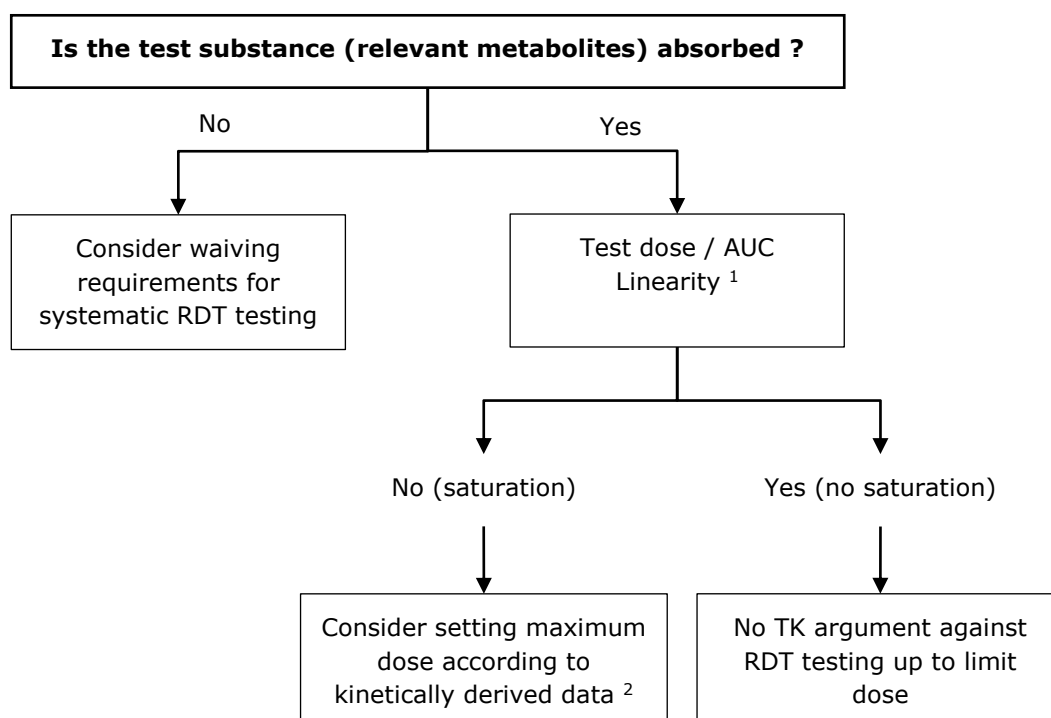 Is the test substance (relevant metabolites) absorbed ?
No
Yes
Consider waiving
requirements for
systematic RDT testing
Test dose / AUC
Linearity 1
No (saturation)
Yes (no saturation)
Consider setting maximum
dose according to
kinetically derived data 2
No TK argument against
RDT testing up to limit
dose